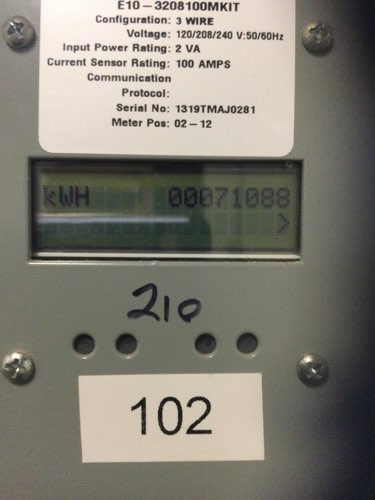 E10-3208100MKIT
Configuration: 3 WIRE
Voltage: 120/208/240 V:50/60Hz
Input Power Rating: 2 VA
Current Sensor Rating: 100 AMPS
Communication
Protocol:
Serial No: 1319TMAJ0281
Meter Pos: 02-12
kWH 00071088
>
210
102